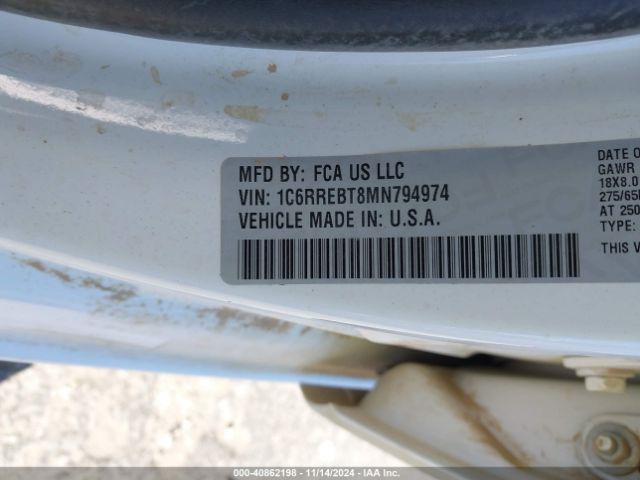 MFD BY: FCA US LLC
VIN: 1C6RREBT8MN794974
VEHICLE MADE IN: U.S.A.
DATE O
GAWR
18X8.0
275/65
AT 250
TYPE:
THIS V
000-40862198 - 11/14/2024 - IAA Inc.